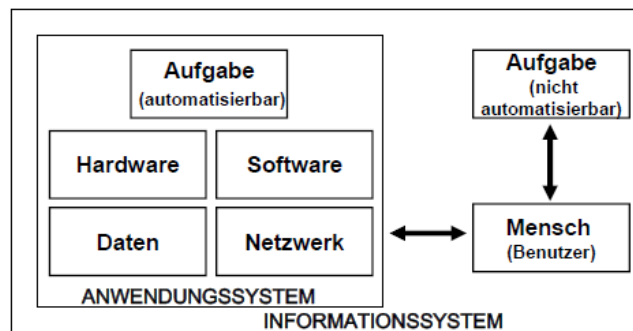 Aufgabe
(automatisierbar)
Hardware
Software
Daten
Netzwerk
ANWENDUNGSSYSTEM
Aufgabe
(nicht
automatisierbar)
Mensch
(Benutzer)
INFORMATIONSSYSTEM